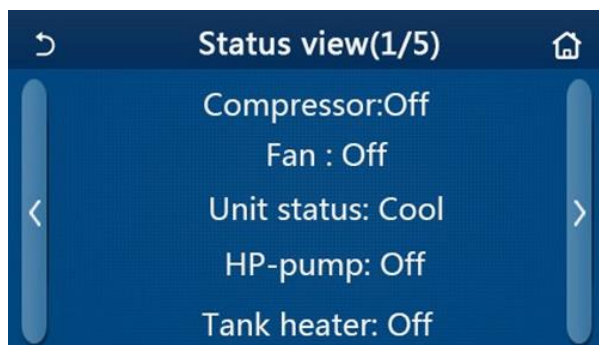 Status view(1/5)
Compressor:Off
Fan : Off
Unit status: Cool
HP-pump: Off
Tank heater: Off